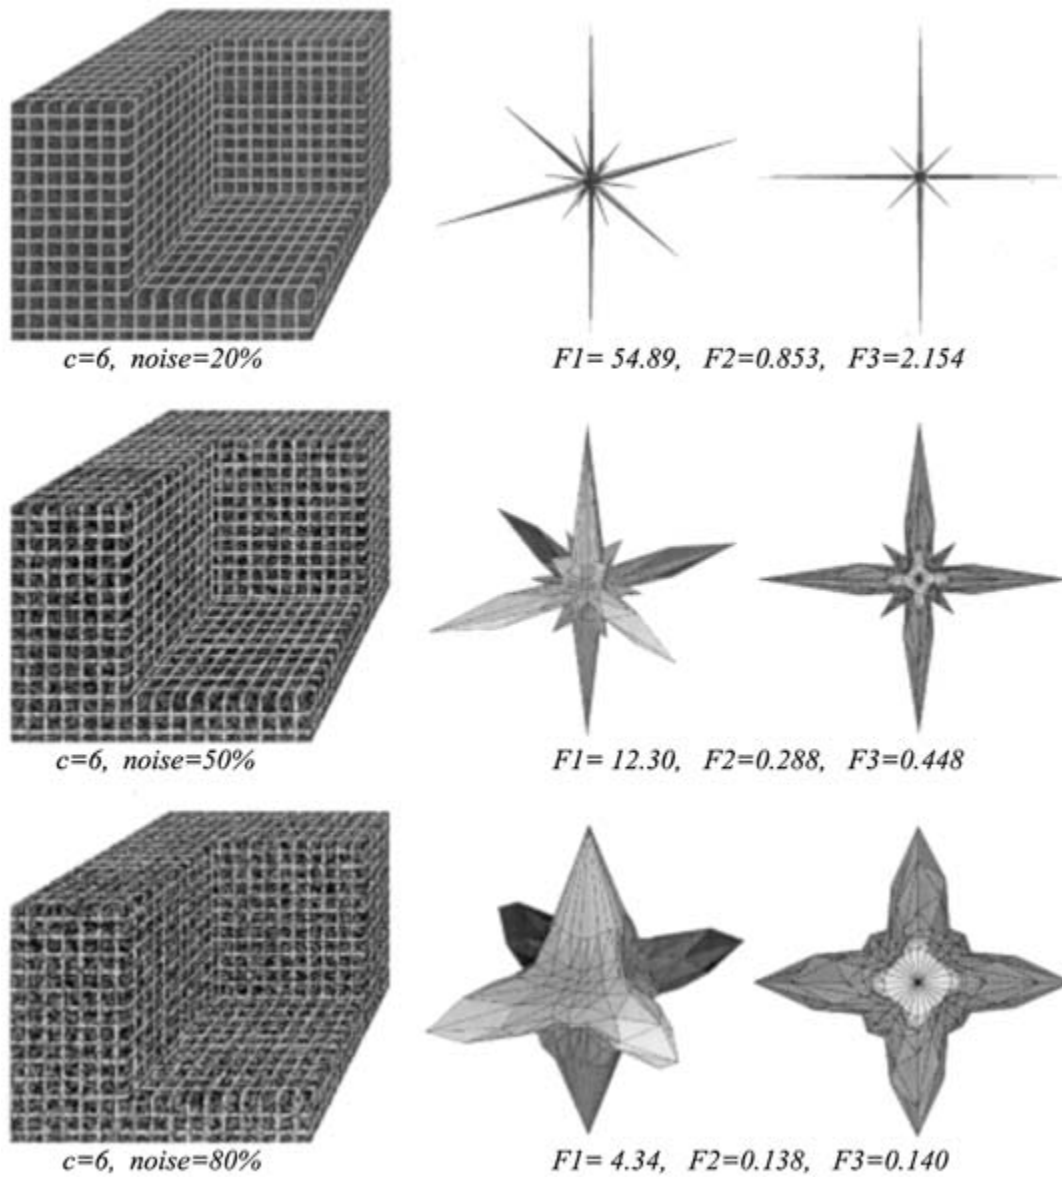 c=6, noise=20%
F1= 54.89, F2=0.853, F3=2.154
c=6, noise=50%
F1= 12.30, F2=0.288, F3=0.448
c=6, noise=80%
F1= 4.34, F2=0.138, F3=0.140